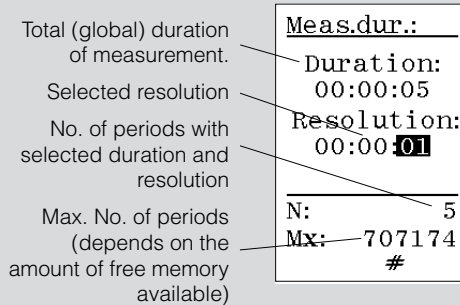 Total (global) duration
of measurement.
Selected resolution
No. of periods with
selected duration and
resolution
Max. No. of periods
(depends on the
amount of free memory
available)
Meas.dur.:
Duration:
00:00:05
Resolution:
00:00:01
N: 5
Mx: 707174
#